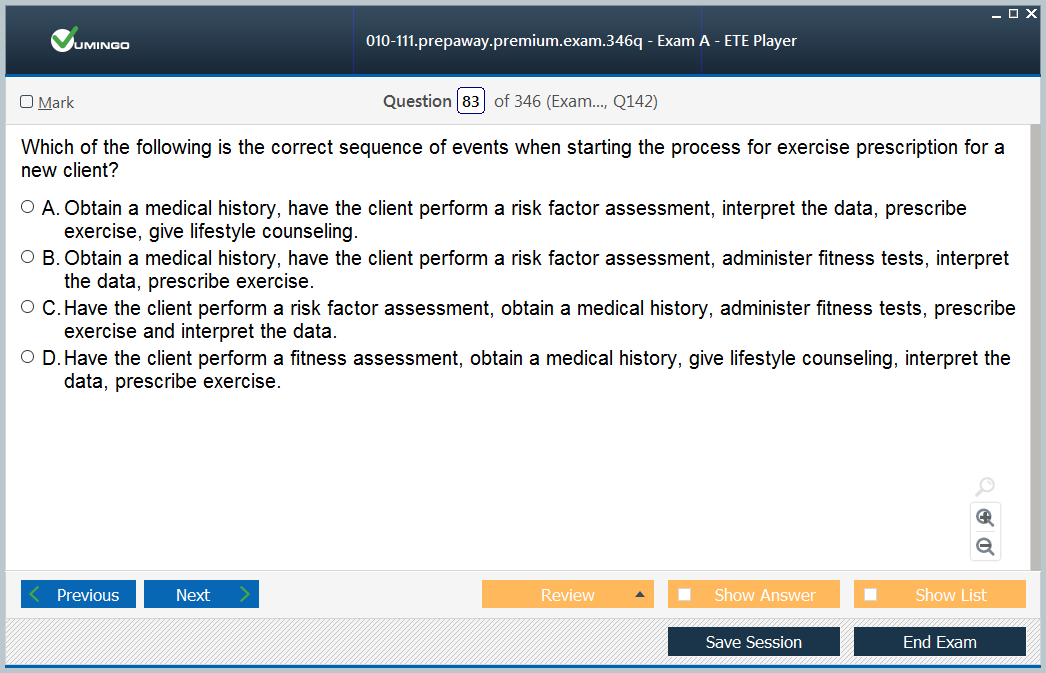 VUMINGO
010-111.prepaway.premium.exam.346q - Exam A - ETE Player
Mark
Question 83 of 346 (Exam..., Q142)
Which of the following is the correct sequence of events when starting the process for exercise prescription for a
new client?
A. Obtain a medical history, have the client perform a risk factor assessment, interpret the data, prescribe
exercise, give lifestyle counseling.
B. Obtain a medical history, have the client perform a risk factor assessment, administer fitness tests, interpret
the data, prescribe exercise.
C. Have the client perform a risk factor assessment, obtain a medical history, administer fitness tests, prescribe
exercise and interpret the data.
D. Have the client perform a fitness assessment, obtain a medical history, give lifestyle counseling, interpret the
data, prescribe exercise.
Previous Next Review Show Answer Show List
Save Session End Exam